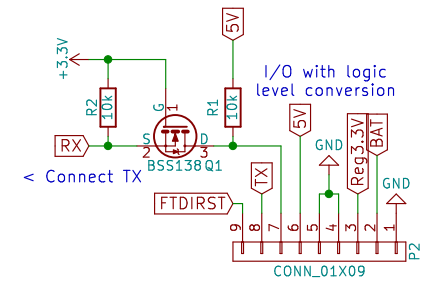 5V
+3.3V
I/O with logic
level conversion
R2
10k
G
1
R1
10k
5V
RX
S
D
2
3
BSS138
Q1
GND
Reg3.3V
BAT
< Connect TX
TX
GND
FTDIRST
9
8
7
6
5
4
3
2
1
P2
CONN_01X09